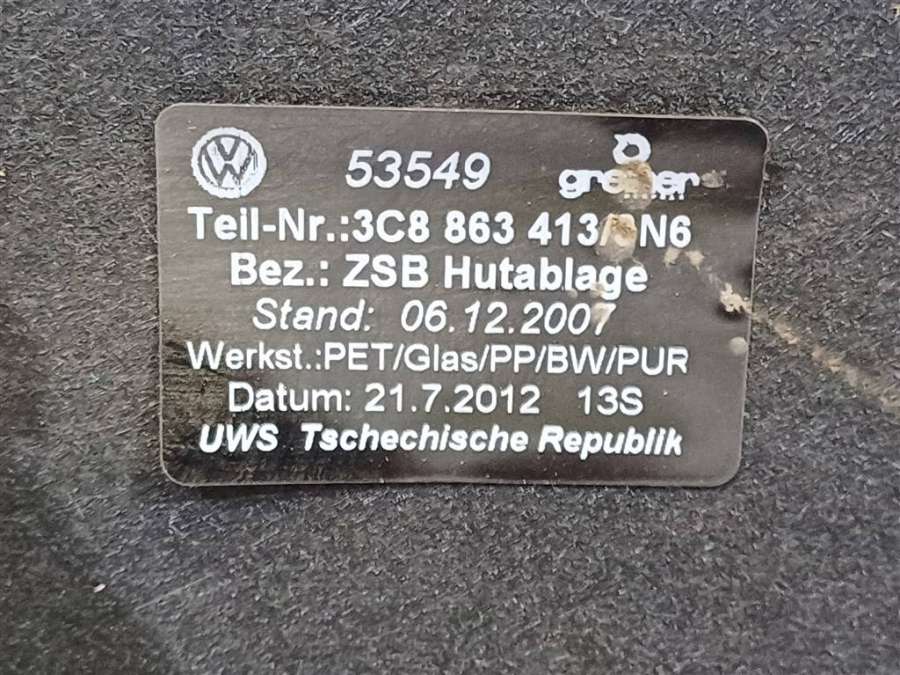 53549
Teil-Nr.:3C8 863 413/ N6
Bez.: ZSB Hutablage
Stand: 06.12.2007
Werkst.:PET/Glas/PP/BW/PUR
Datum: 21.7.2012 13S
UWS Tschechische Republik